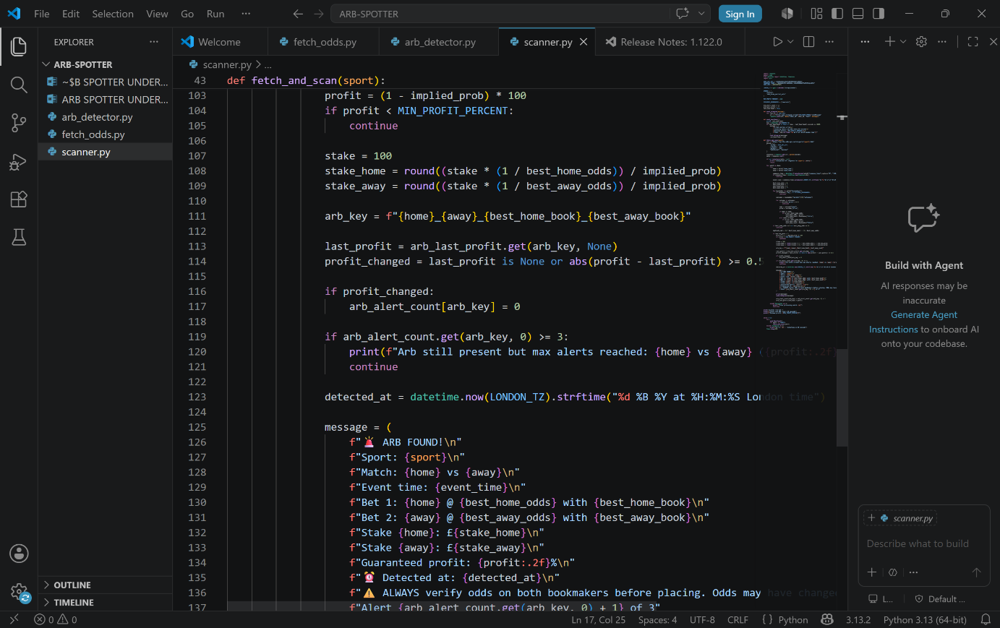 File Edit Selection View Go Run ··· ARB-SPOTTER Sign In
EXPLORER ···
Welcome fetch_odds.py arb_detector.py scanner.py Release Notes: 1.122.0
ARB-SPOTTER
~$B SPOTTER UNDER...
ARB SPOTTER UNDER...
arb_detector.py
fetch_odds.py
scanner.py
OUTLINE
TIMELINE
scanner.py > ...
43 def fetch_and_scan(sport):
103 profit = (1 - implied_prob) * 100
104 if profit < MIN_PROFIT_PERCENT:
105 continue
106
107 stake = 100
108 stake_home = round((stake * (1 / best_home_odds)) / implied_prob)
109 stake_away = round((stake * (1 / best_away_odds)) / implied_prob)
110
111 arb_key = f"{home}_{away}_{best_home_book}_{best_away_book}"
112
113 last_profit = arb_last_profit.get(arb_key, None)
114 profit_changed = last_profit is None or abs(profit - last_profit) >= 0.5
115
116 if profit_changed:
117 arb_alert_count[arb_key] = 0
118
119 if arb_alert_count.get(arb_key, 0) >= 3:
120 print(f"Arb still present but max alerts reached: {home} vs {away} ({profit:.2f}
121 continue
122
123 detected_at = datetime.now(LONDON_TZ).strftime("%d %B %Y at %H:%M:%S London time")
124
125 message = (
126 f"🚨 ARB FOUND!\n"
127 f"Sport: {sport}\n"
128 f"Match: {home} vs {away}\n"
129 f"Event time: {event_time}\n"
130 f"Bet 1: {home} @ {best_home_odds} with {best_home_book}\n"
131 f"Bet 2: {away} @ {best_away_odds} with {best_away_book}\n"
132 f"Stake {home}: £{stake_home}\n"
133 f"Stake {away}: £{stake_away}\n"
134 f"Guaranteed profit: {profit:.2f}%\n"
135 f"⏰ Detected at: {detected_at}\n"
136 f"⚠️ ALWAYS verify odds on both bookmakers before placing. Odds may have changed
137 f"Alert {arb_alert_count.get(arb_key, 0) + 1} of 3"
Build with Agent
AI responses may be
inaccurate
Generate Agent
Instructions to onboard AI
onto your codebase.
scanner.py
Describe what to build
L... Default ...
0 0 Ln 17, Col 25 Spaces: 4 UTF-8 CRLF { } Python 3.13.2 Python 3.13 (64-bit)